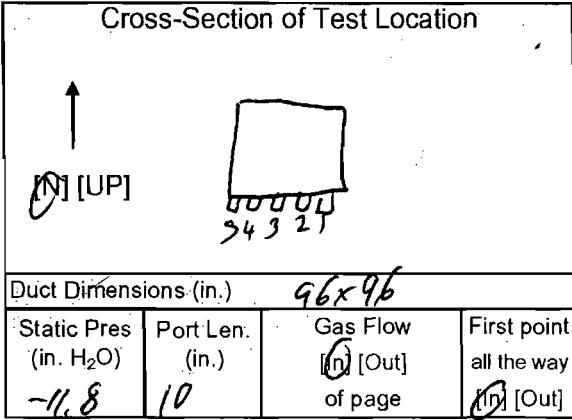 Cross-Section of Test Location
[N] [UP]
5 4 3 2 1
Duct Dimensions (in.) 96x96
Static Pres Port Len. Gas Flow First point
(in. H₂O) (in.) [In] [Out] all the way
-11.8 10 of page [In] [Out]